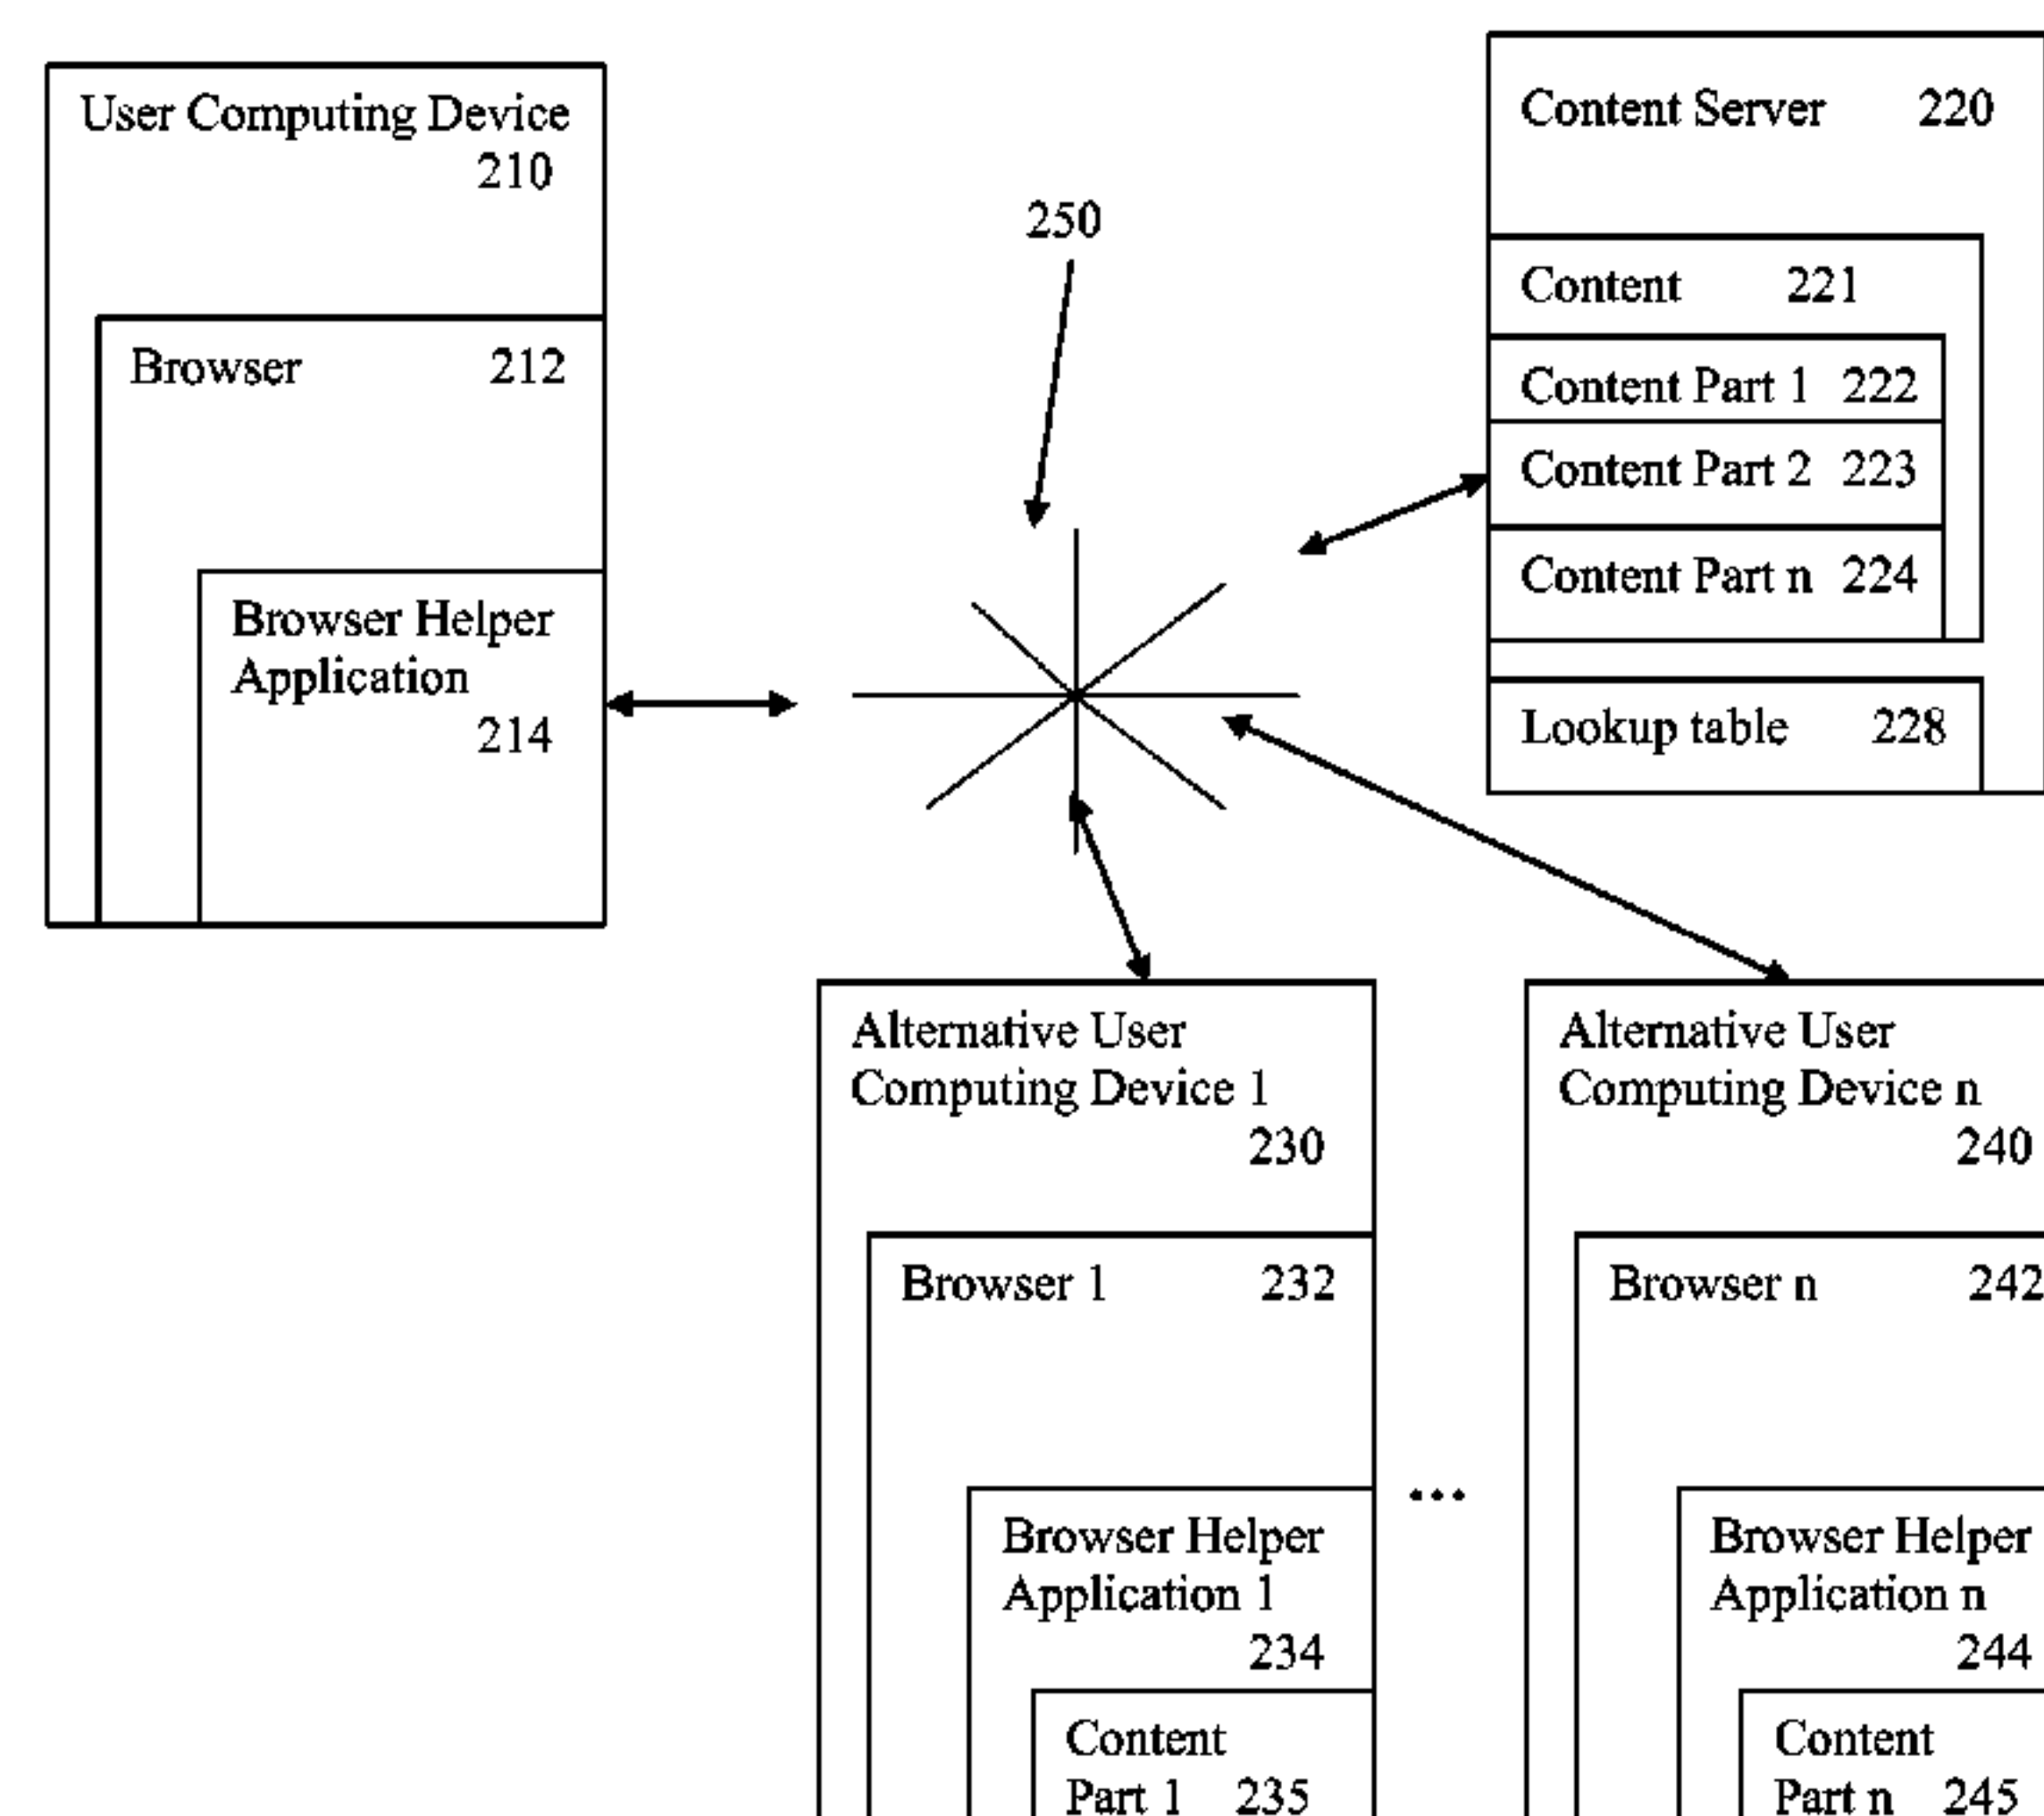 User Computing Device
210
Browser 212
Browser Helper
Application
214
250
Content Server 220
Content 221
Content Part 1 222
Content Part 2 223
Content Part n 224
Lookup table 228
Alternative User
Computing Device 1
230
Browser 1 232
Browser Helper
Application 1
234
Content
Part 1 235
...
Alternative User
Computing Device n
240
Browser n 242
Browser Helper
Application n
244
Content
Part n 245